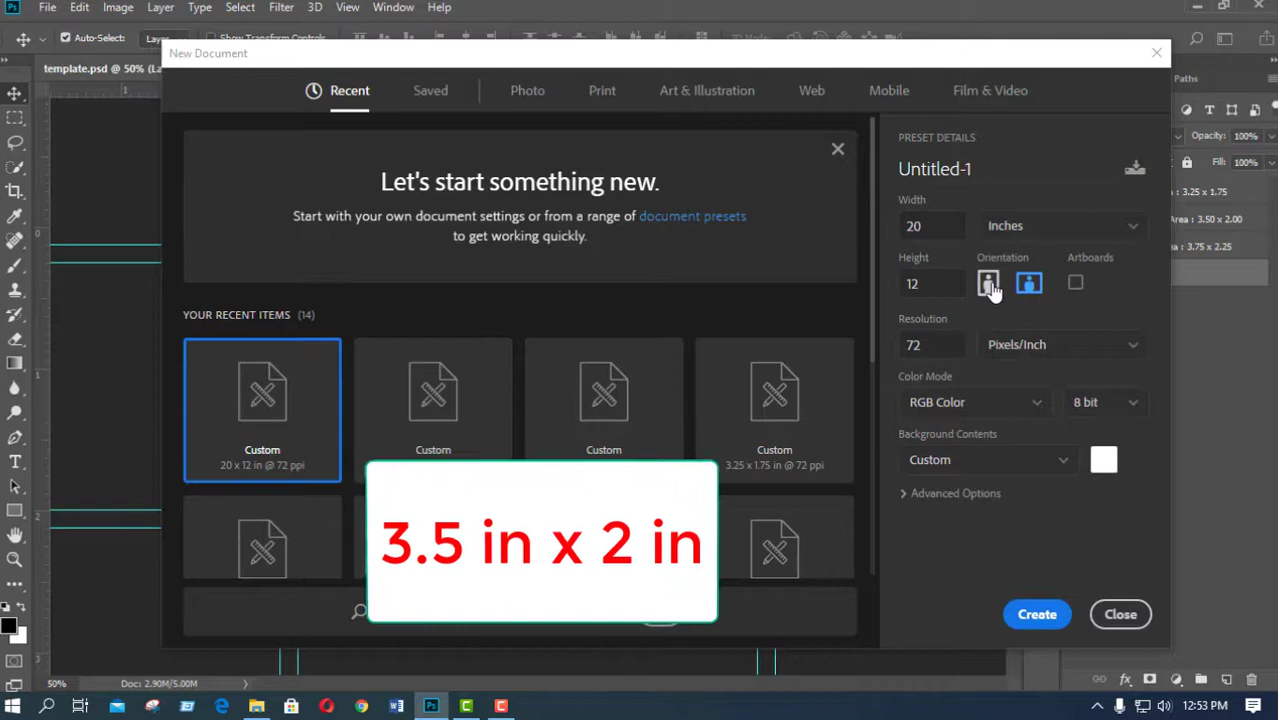 Ps
File Edit Image Layer Type Select Filter 3D View Window Help
Auto-Select: Layer Show Transform Controls
template.psd @ 50% (La
New Document
Recent Saved Photo Print Art & Illustration Web Mobile Film & Video
Let's start something new.
Start with your own document settings or from a range of document presets
to get working quickly.
YOUR RECENT ITEMS (14)
Custom
20 x 12 in @ 72 ppi
Custom
Custom
Custom
3.25 x 1.75 in @ 72 ppi
3.5 in x 2 in
PRESET DETAILS
Untitled-1
Width
20 Inches
Height Orientation Artboards
12
Resolution
72 Pixels/Inch
Color Mode
RGB Color 8 bit
Background Contents
Custom
Advanced Options
Create Close
Paths
Opacity: 100%
Fill: 100%
: 3.25 x 1.75
Area : 3.50 x 2.00
rea : 3.75 x 2.25
50% Doc: 2.90M/5.00M
12:53 PM